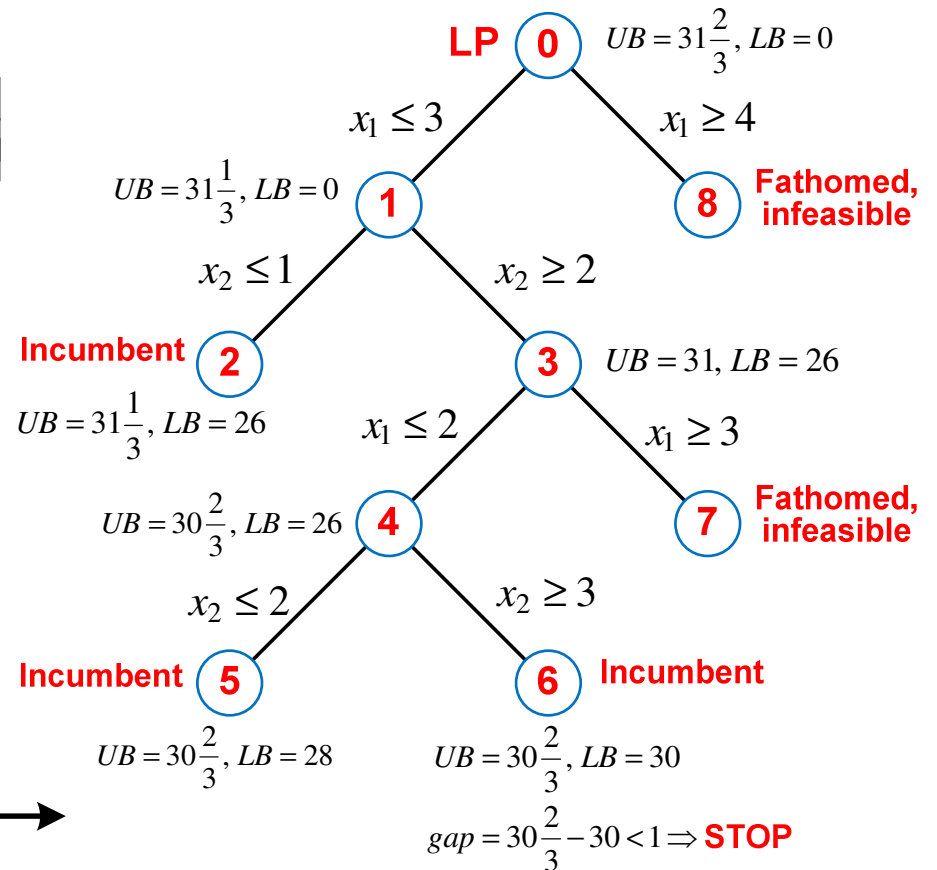 LP 0 UB = 31 2/3, LB = 0
x₁ ≤ 3 x₁ ≥ 4
UB = 31 1/3, LB = 0 1 8 Fathomed,
infeasible
x₂ ≤ 1 x₂ ≥ 2
Incumbent 2 3 UB = 31, LB = 26
UB = 31 1/3, LB = 26 x₁ ≤ 2 x₁ ≥ 3
UB = 30 2/3, LB = 26 4 7 Fathomed,
infeasible
x₂ ≤ 2 x₂ ≥ 3
Incumbent 5 6 Incumbent
UB = 30 2/3, LB = 28 UB = 30 2/3, LB = 30
gap = 30 2/3 − 30 < 1 ⇒ STOP